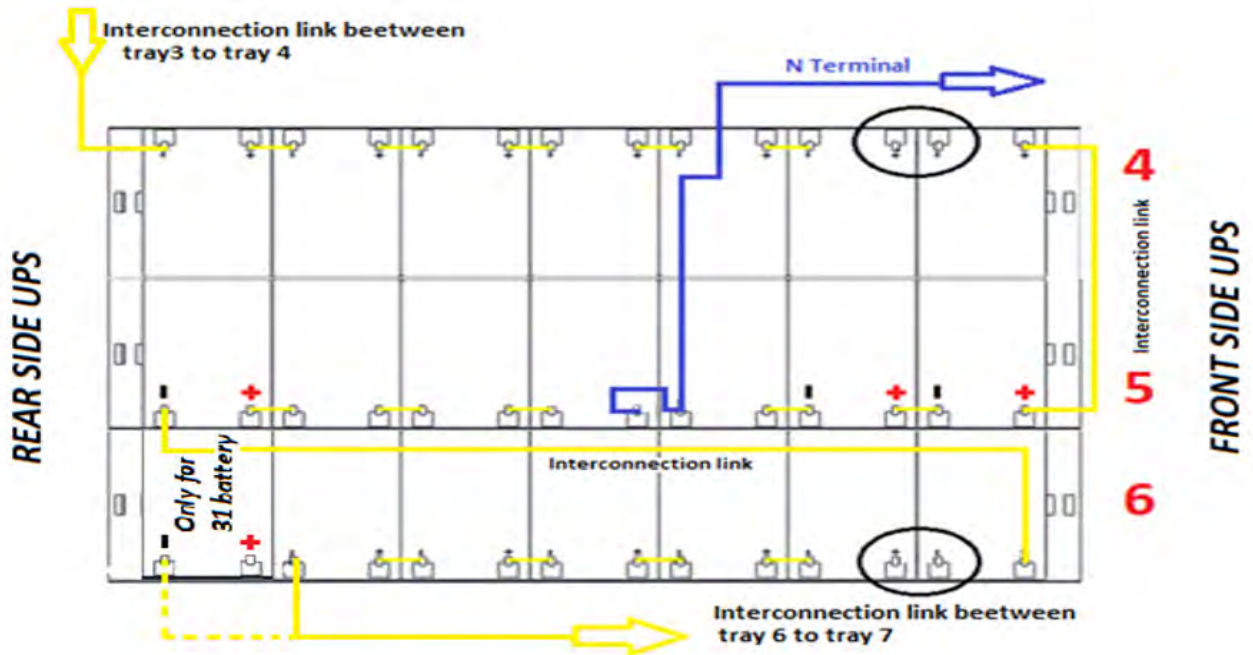 Interconnection link beetween
tray3 to tray 4
N Terminal
4
Interconnection link
5
6
REAR SIDE UPS
FRONT SIDE UPS
- + - + - +
Interconnection link
Only for
31 battery
- +
Interconnection link beetween
tray 6 to tray 7